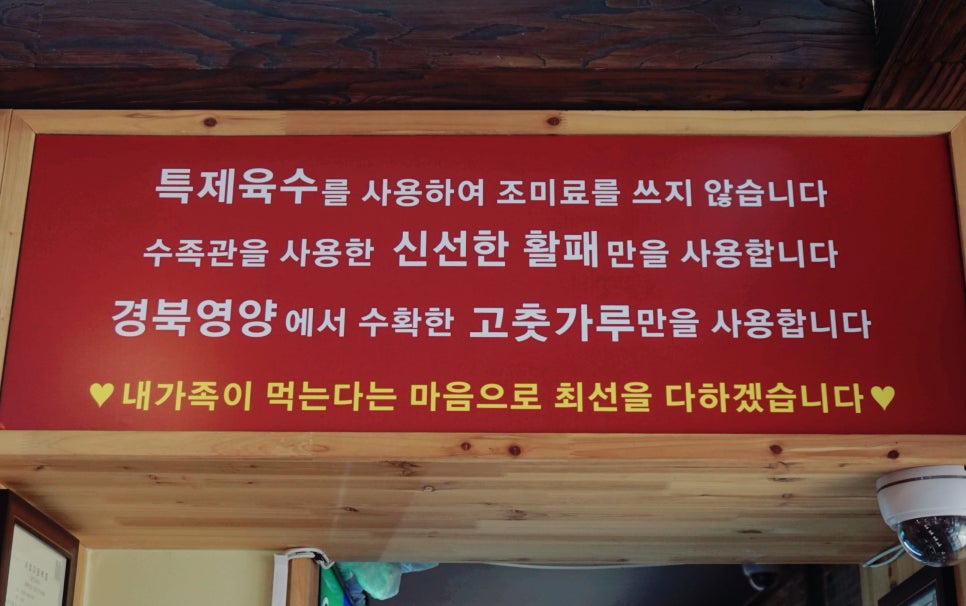 특제육수를 사용하여 조미료를 쓰지 않습니다
수족관을 사용한 신선한 활패만을 사용합니다
경북영양에서 수확한 고춧가루만을 사용합니다
♥내가족이 먹는다는 마음으로 최선을 다하겠습니다♥